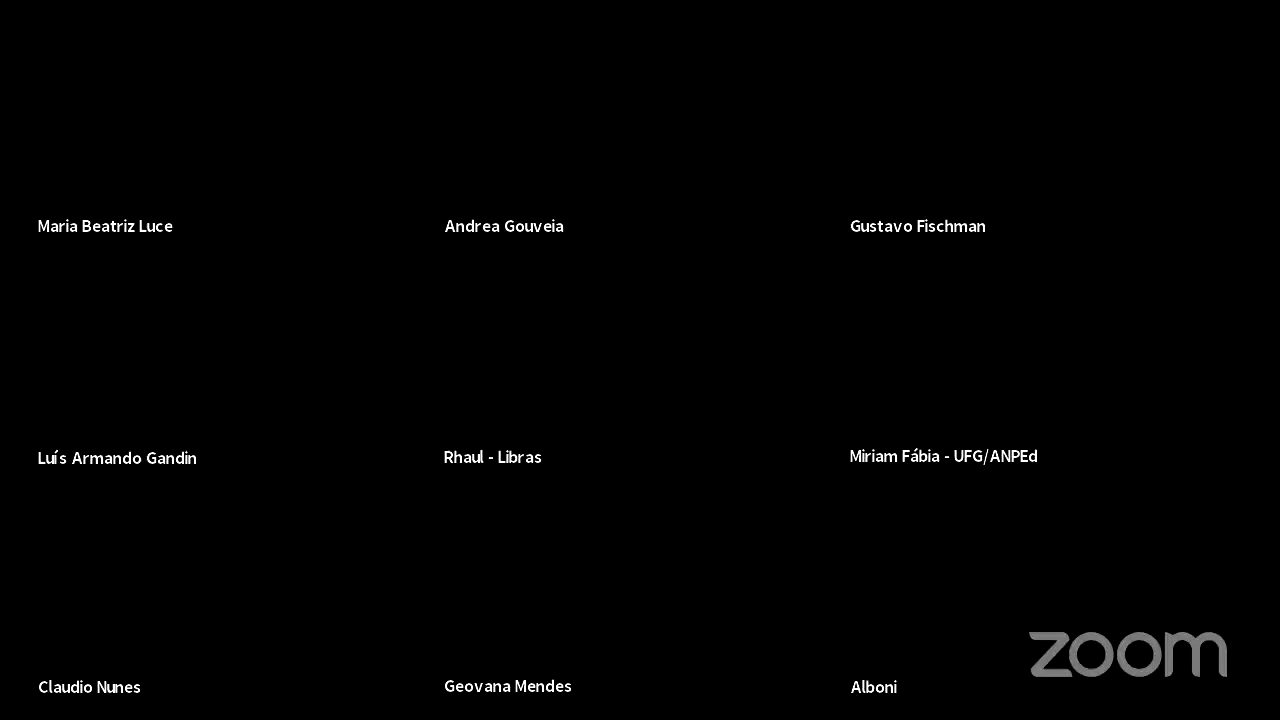 Maria Beatriz Luce
Andrea Gouveia
Gustavo Fischman
Luís Armando Gandin
Rhaul - Libras
Miriam Fábia - UFG/ANPEd
Claudio Nunes
Geovana Mendes
Alboni
zoom